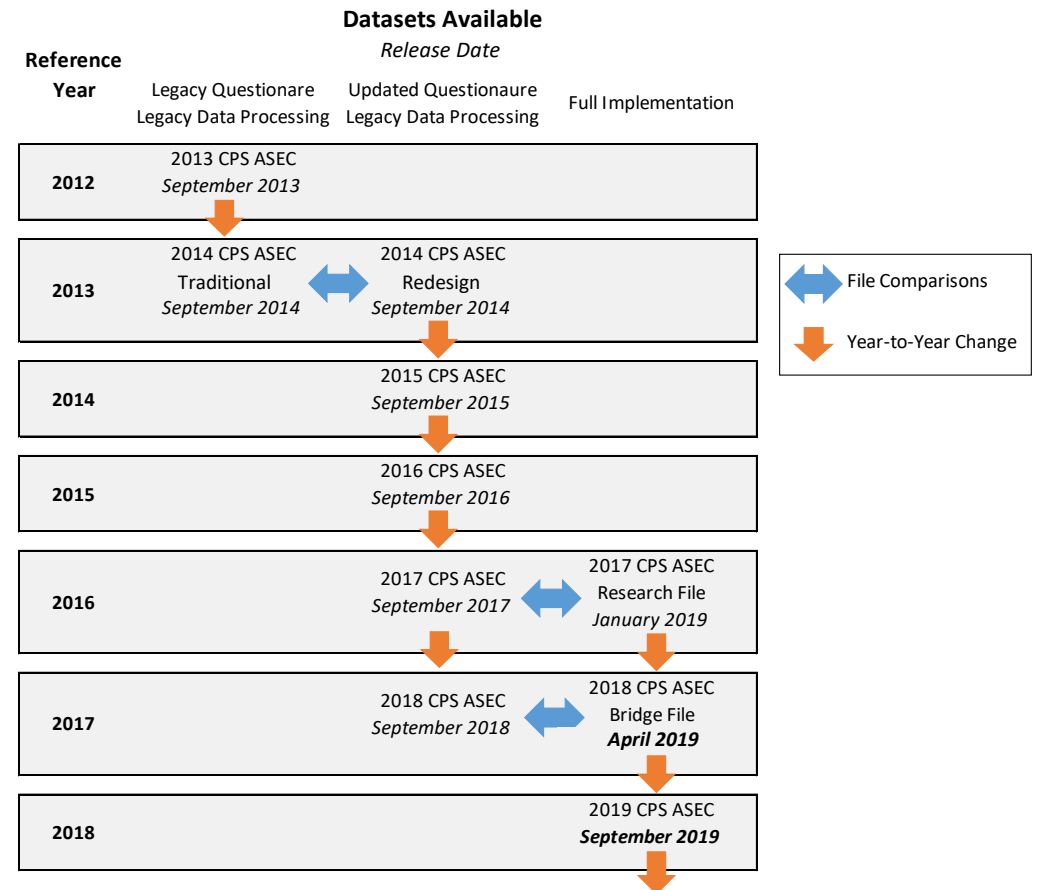 Datasets Available
Release Date
Reference
Year
Legacy Questionare
Legacy Data Processing
Updated Questionaure
Legacy Data Processing
Full Implementation
2012
2013 CPS ASEC
September 2013
2013
2014 CPS ASEC
Traditional
September 2014
2014 CPS ASEC
Redesign
September 2014
File Comparisons
Year-to-Year Change
2014
2015 CPS ASEC
September 2015
2015
2016 CPS ASEC
September 2016
2016
2017 CPS ASEC
September 2017
2017 CPS ASEC
Research File
January 2019
2017
2018 CPS ASEC
September 2018
2018 CPS ASEC
Bridge File
April 2019
2018
2019 CPS ASEC
September 2019